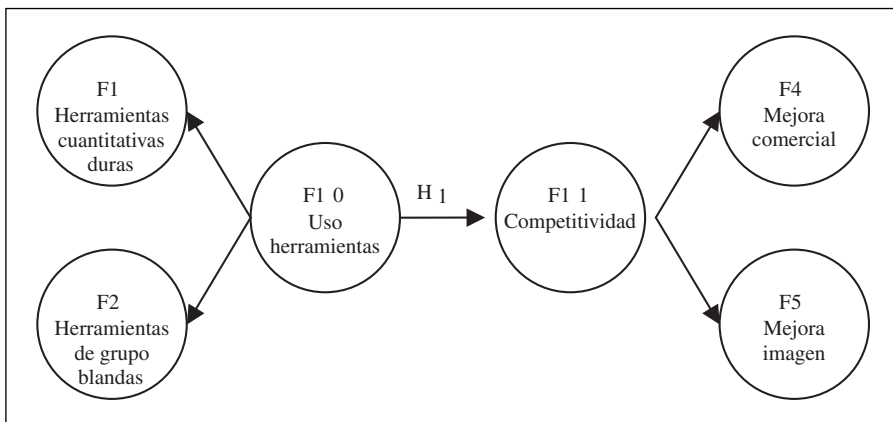 F1
Herramientas
cuantitativas
duras
F2
Herramientas
de grupo
blandas
F1 0
Uso
herramientas
H 1
F1 1
Competitividad
F4
Mejora
comercial
F5
Mejora
imagen